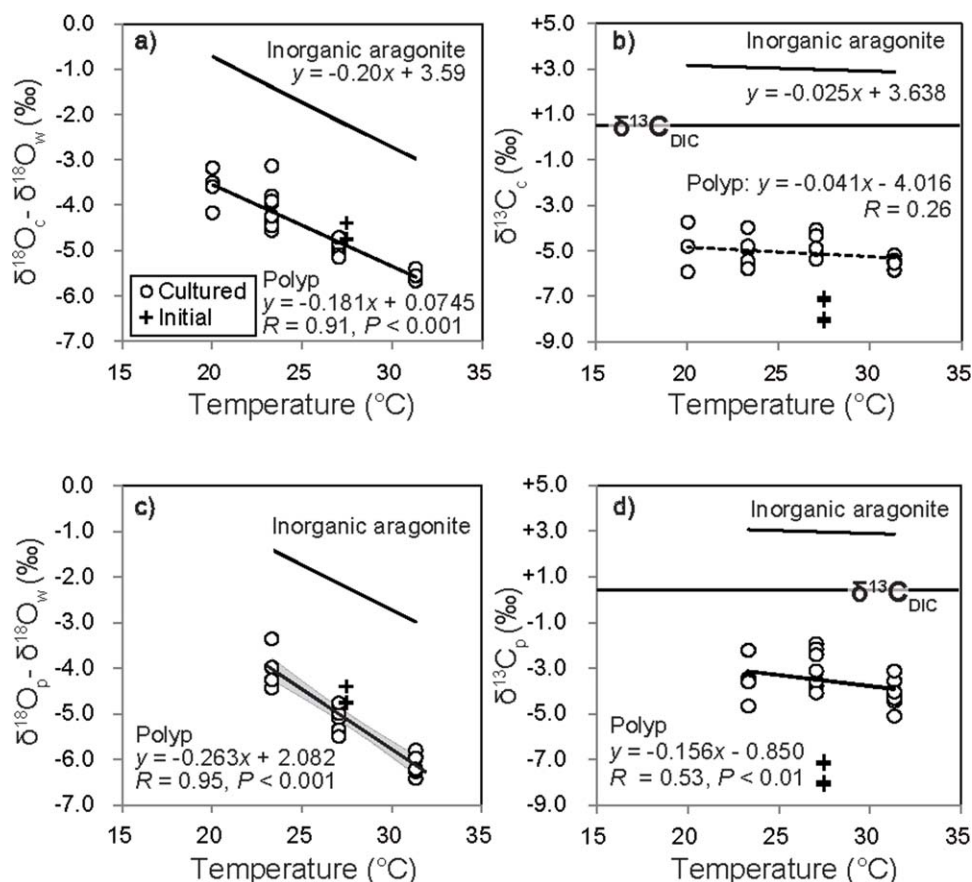 a)
Inorganic aragonite
y = -0.20x + 3.59
0.0
-1.0
-2.0
-3.0
-4.0
-5.0
-6.0
-7.0
δ¹⁸Oc- δ¹⁸Ow (‰)
Cultured
Initial
Polyp
y = -0.181x + 0.0745
R = 0.91, P < 0.001
15 20 25 30 35
Temperature (°C)
b)
Inorganic aragonite
y = -0.025x + 3.638
δ¹³C DIC
Polyp: y = -0.041x - 4.016
R = 0.26
+5.0
+3.0
+1.0
-1.0
-3.0
-5.0
-7.0
-9.0
δ¹³Cc (‰)
15 20 25 30 35
Temperature (°C)
c)
Inorganic aragonite
0.0
-1.0
-2.0
-3.0
-4.0
-5.0
-6.0
-7.0
δ¹⁸Op- δ¹⁸Ow (‰)
Polyp
y = -0.263x + 2.082
R = 0.95, P < 0.001
15 20 25 30 35
Temperature (°C)
d)
Inorganic aragonite
δ¹³C DIC
+5.0
+3.0
+1.0
-1.0
-3.0
-5.0
-7.0
-9.0
δ¹³Cp (‰)
Polyp
y = -0.156x - 0.850
R = 0.53, P < 0.01
15 20 25 30 35
Temperature (°C)